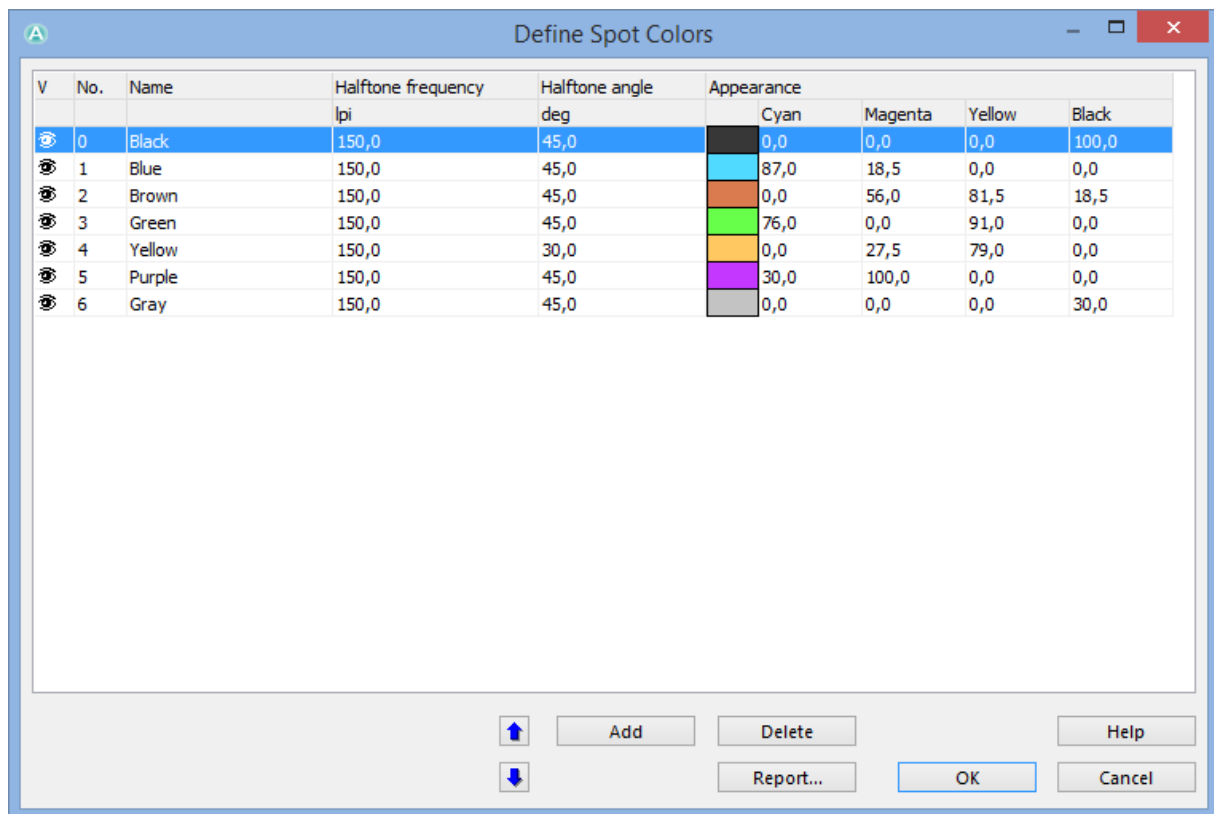 A
Define Spot Colors
V No. Name Halftone frequency Halftone angle Appearance
lpi deg Cyan Magenta Yellow Black
0 Black 150,0 45,0 0,0 0,0 0,0 100,0
1 Blue 150,0 45,0 87,0 18,5 0,0 0,0
2 Brown 150,0 45,0 0,0 56,0 81,5 18,5
3 Green 150,0 45,0 76,0 0,0 91,0 0,0
4 Yellow 150,0 30,0 0,0 27,5 79,0 0,0
5 Purple 150,0 45,0 30,0 100,0 0,0 0,0
6 Gray 150,0 45,0 0,0 0,0 0,0 30,0
Add Delete Help
Report... OK Cancel